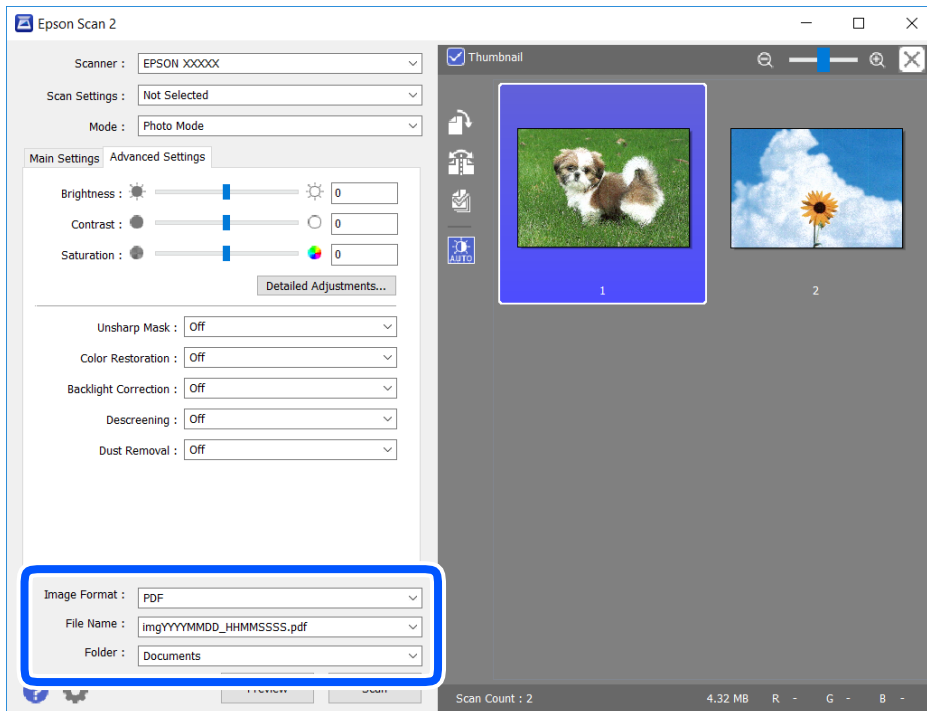 Epson Scan 2
Scanner : EPSON XXXXX
Scan Settings : Not Selected
Mode : Photo Mode
Main Settings Advanced Settings
Brightness : 0
Contrast : 0
Saturation : 0
Detailed Adjustments...
Unsharp Mask : Off
Color Restoration : Off
Backlight Correction : Off
Descreening : Off
Dust Removal : Off
Image Format : PDF
File Name : imgYYYYMMDD_HHMMSSSS.pdf
Folder : Documents
? Preview Scan
Thumbnail
AUTO
1 2
Scan Count : 2 4.32 MB R - G - B -